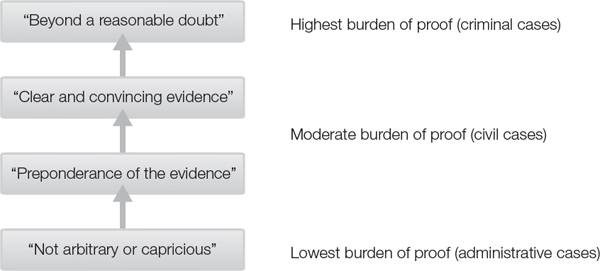 “Beyond a reasonable doubt”
Highest burden of proof (criminal cases)
“Clear and convincing evidence”
Moderate burden of proof (civil cases)
“Preponderance of the evidence”
“Not arbitrary or capricious”
Lowest burden of proof (administrative cases)